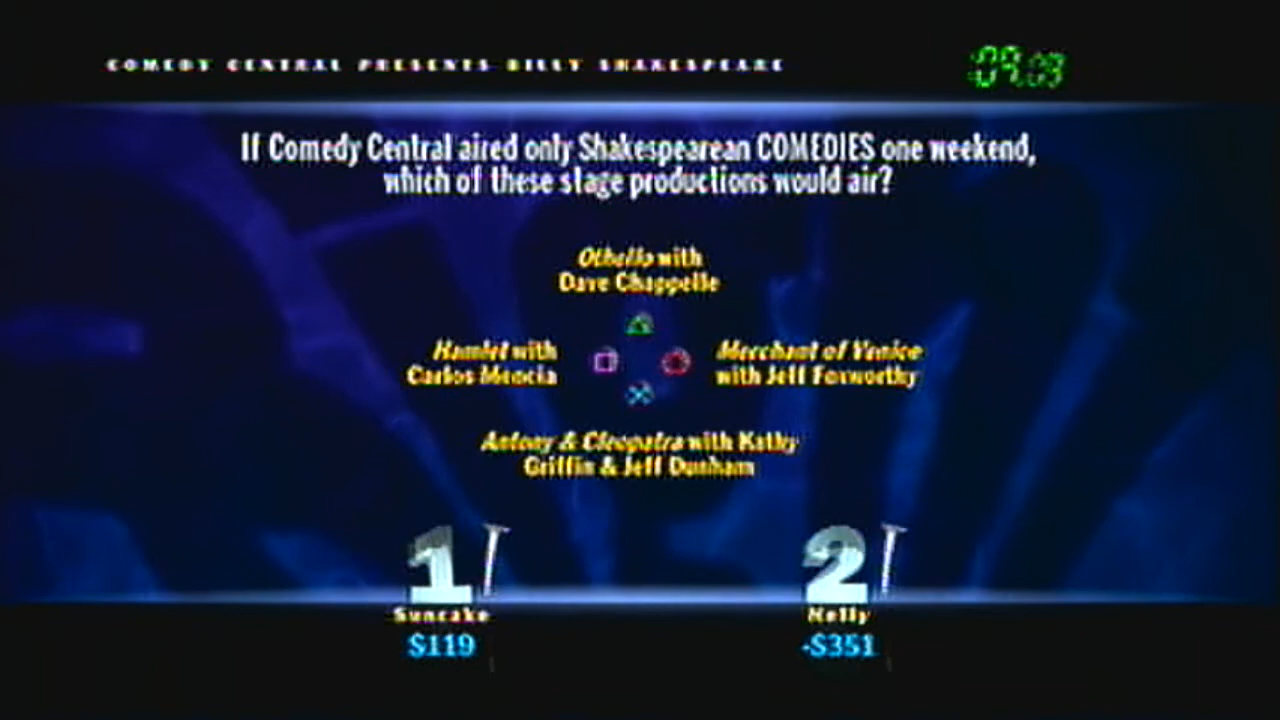 COMEDY CENTRAL PRESENTS BILLY SHAKESPEARE
09.03
If Comedy Central aired only Shakespearean COMEDIES one weekend,
which of these stage productions would air?
Othello with
Dave Chappelle
Hamlet with
Carlos Mencia
Merchant of Venice
with Jeff Foxworthy
Antony & Cleopatra with Kathy
Griffin & Jeff Dunham
1
Suncake
$119
2
Nelly
-$351